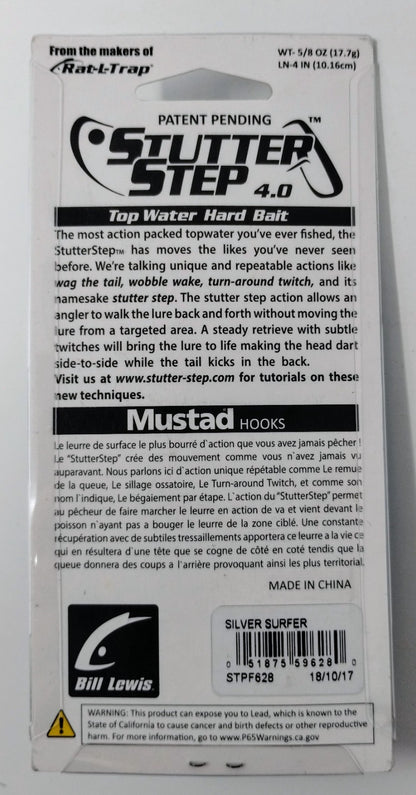 From the makers of
Rat-L-Trap®
WT- 5/8 OZ (17.7g)
LN-4 IN (10.16cm)
PATENT PENDING
STUTTER STEP 4.0 ™
Top Water Hard Bait
The most action packed topwater you've ever fished, the
StutterStep™ has moves the likes you've never seen
before. We're talking unique and repeatable actions like
wag the tail, wobble wake, turn-around twitch, and its
namesake stutter step. The stutter step action allows an
angler to walk the lure back and forth without moving the
lure from a targeted area. A steady retrieve with subtle
twitches will bring the lure to life making the head dart
side-to-side while the tail kicks in the back.
Visit us at www.stutter-step.com for tutorials on these
new techniques.
Mustad HOOKS
Le leurre de surface le plus bourré d`action que vous avez jamais pêcher !
Le "StutterStep" crée des mouvement comme vous n`avez jamais vu
auparavant. Nous parlons ici d`action unique répétable comme Le remue
de la queue, Le sillage ossatoire, Le Turn-around Twitch, et comme son
nom l`indique, Le bégaiement par étape. L`action du "StutterStep" permet
au pêcheur de faire marcher le leurre en action de va et vient devant le
poisson n`ayant pas a bouger le leurre de la zone ciblé. Une constante
récupération avec de subtiles tressaillements apportera ce leurre a la vie ce
qui en résultera d`une tête que se cogne de côté en coté tendis que la
queue donnera des coups a l`arrière provoquant ainsi les plus territorial.
MADE IN CHINA
Bill Lewis
SILVER SURFER
0 51875 59628 0
STPF628 18/10/17
WARNING: This product can expose you to Lead, which is known to the
State of California to cause cancer and birth defects or other reproductive
harm. For more information, go to www.P65Warnings.ca.gov